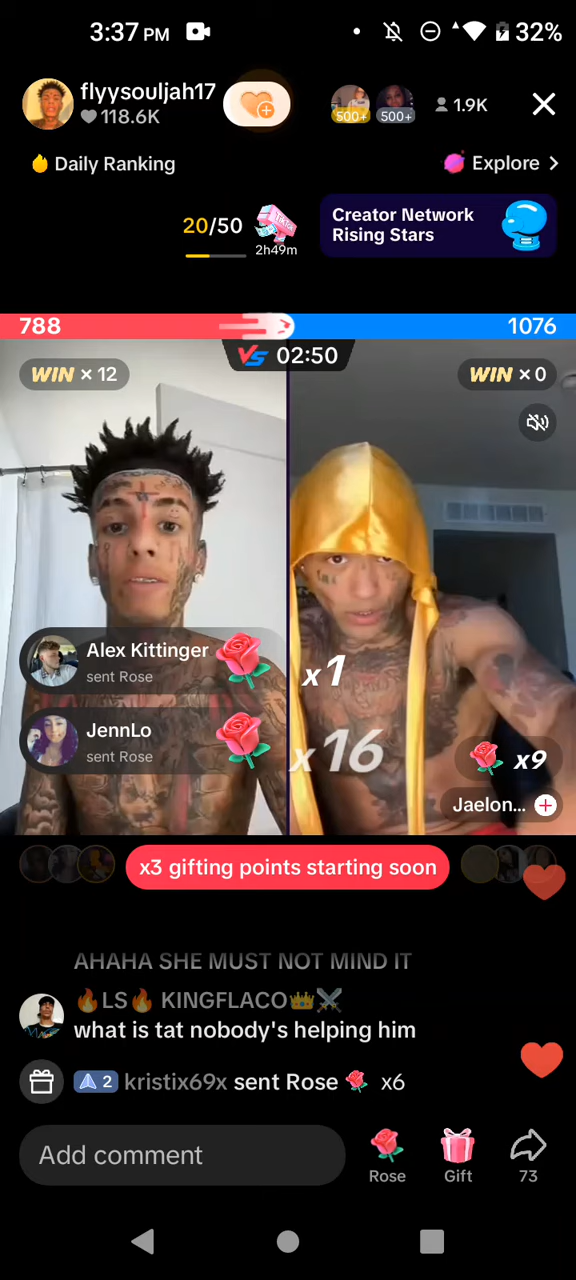 3:37 PM
32%
flyysouljah17
118.6K
500+
500+
1.9K
Daily Ranking
Explore >
20/50
TikTok
2h49m
Creator Network
Rising Stars
788
1076
VS 02:50
WIN × 12
WIN × 0
Alex Kittinger
sent Rose
x1
JennLo
sent Rose
x16
x9
Jaelon...
x3 gifting points starting soon
AHAHA SHE MUST NOT MIND IT
🔥LS🔥 KINGFLACO👑⚔️
what is tat nobody's helping him
2 kristix69x sent Rose 🌹 x6
Add comment
Rose
Gift
73